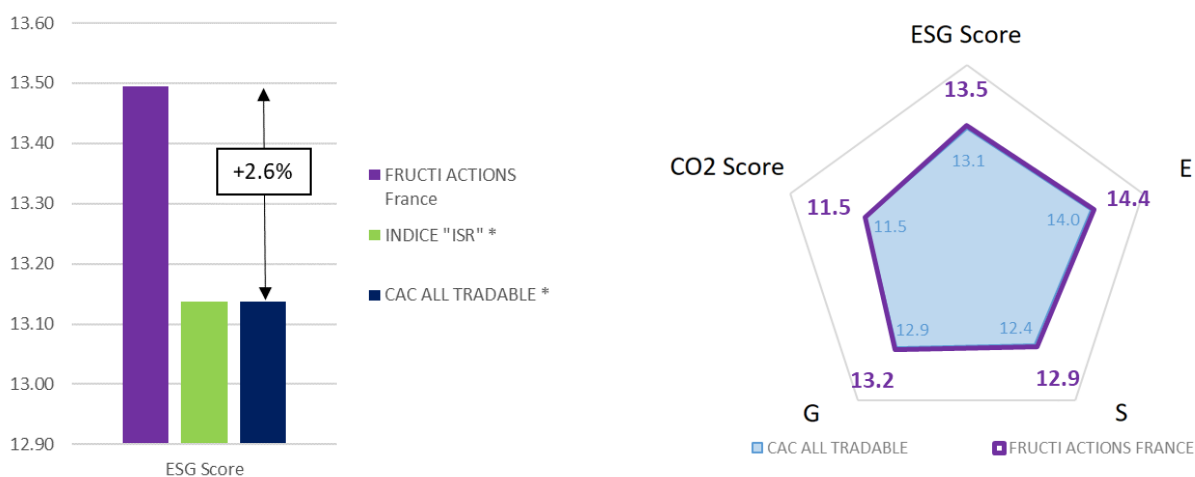 13.60
13.50
13.40
13.30
13.20
13.10
13.00
12.90
+2.6%
ESG Score
FRUCTI ACTIONS
France
INDICE "ISR" *
CAC ALL TRADABLE *
ESG Score
13.5
13.1
CO2 Score
E
11.5
14.4
11.5
14.0
12.9
12.4
13.2
12.9
G
S
CAC ALL TRADABLE
FRUCTI ACTIONS FRANCE